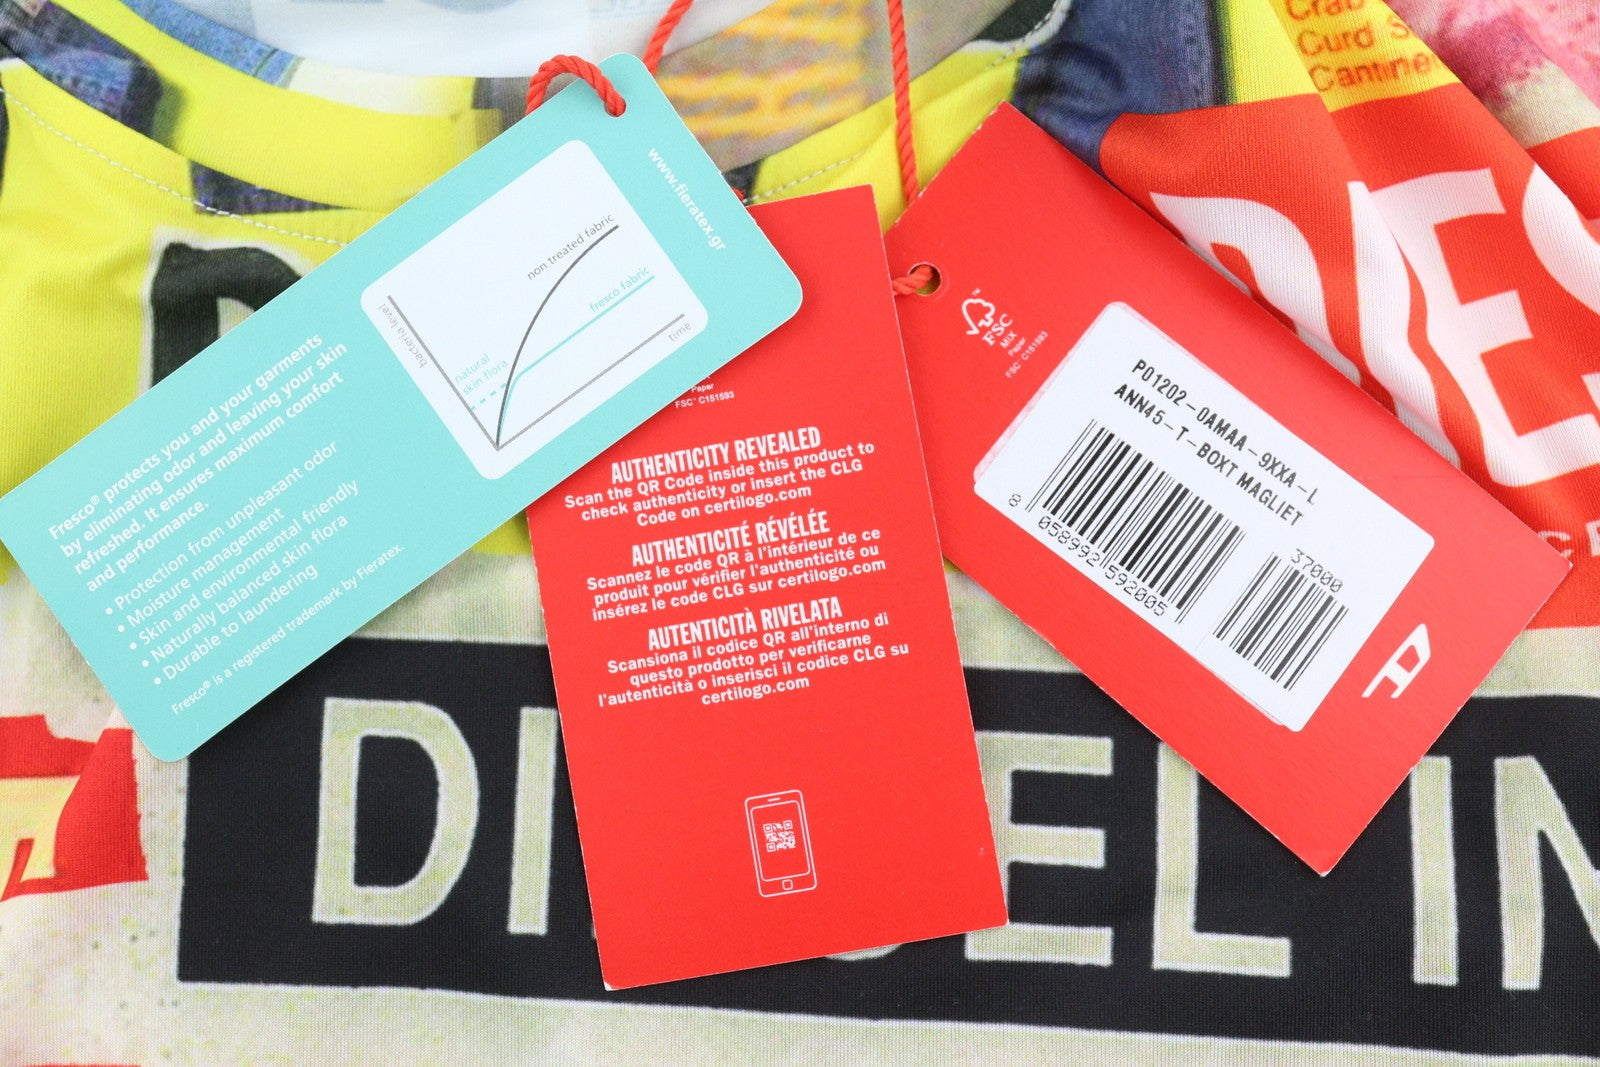 www.fieratex.gr
non treated fabric
fresco fabric
bacteria level
natural
skin flora
time
Fresco® protects you and your garments
by eliminating odor and leaving your skin
refreshed. It ensures maximum comfort
and performance.
• Protection from unpleasant odor
• Moisture management
• Skin and environmental friendly
• Naturally balanced skin flora
• Durable to laundering
Fresco® is a registered trademark by Fieratex.
Paper
FSC™ C151593
AUTHENTICITY REVEALED
Scan the QR Code inside this product to
check authenticity or insert the CLG
Code on certilogo.com
AUTHENTICITÉ RÉVÉLÉE
Scannez le code QR à l'intérieur de ce
produit pour vérifier l'authenticité ou
insérez le code CLG sur certilogo.com
AUTENTICITÀ RIVELATA
Scansiona il codice QR all'interno di
questo prodotto per verificarne
l'autenticità o inserisci il codice CLG su
certilogo.com
FSC
MIX
Paper
FSC C151593
P01202-0AMAA-9XXA-L
ANN45-T-BOXT MAGLIET
8 0589921592005
37000
D
Crab
Curd S
Cantine
DIES
DI EL IN